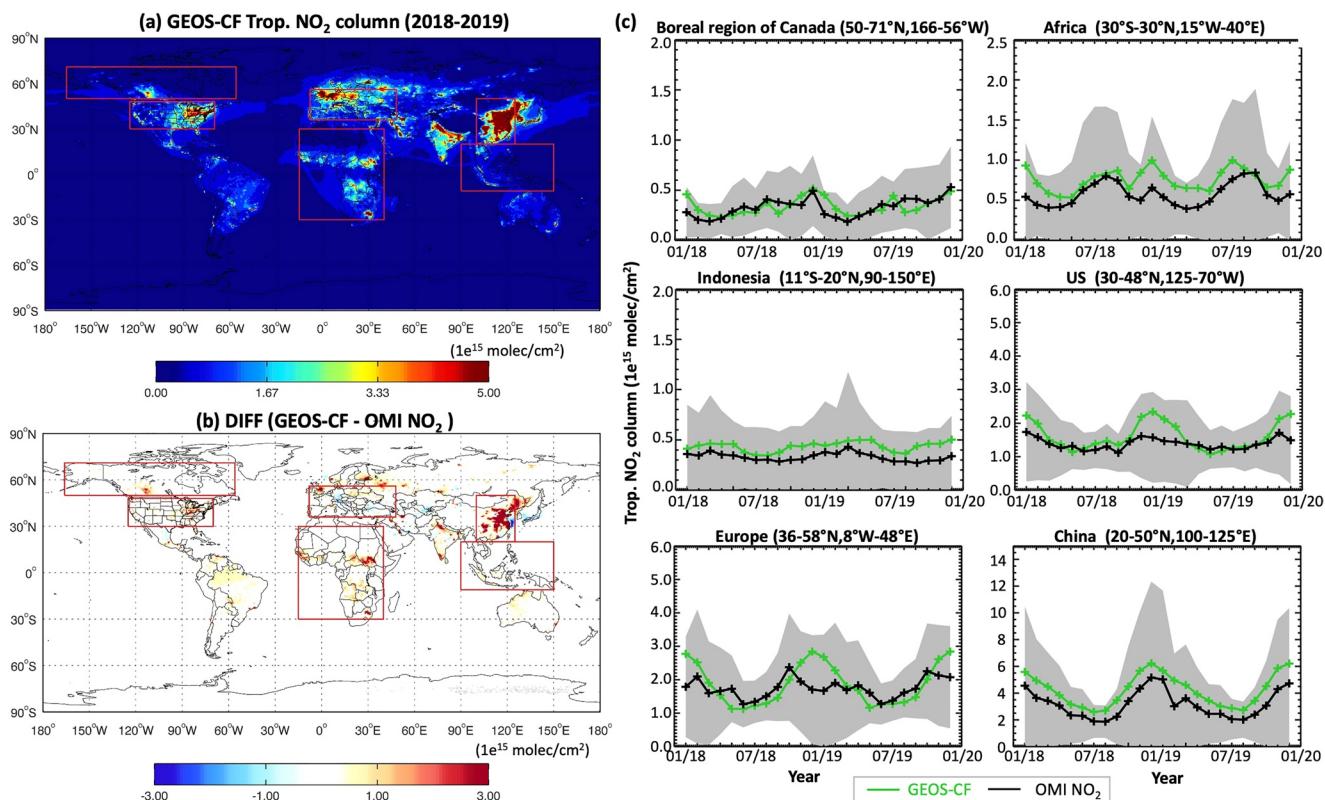 (a) GEOS-CF Trop. NO₂ column (2018-2019)
90°N
60°N
30°N
0°
30°S
60°S
90°S
180° 150°W 120°W 90°W 60°W 30°W 0° 30°E 60°E 90°E 120°E 150°E 180°
(1e¹⁵ molec/cm²)
0.00 1.67 3.33 5.00
(b) DIFF (GEOS-CF - OMI NO₂ )
90°N
60°N
30°N
0°
30°S
60°S
90°S
180° 150°W 120°W 90°W 60°W 30°W 0° 30°E 60°E 90°E 120°E 150°E 180°
(1e¹⁵ molec/cm²)
-3.00 -1.00 1.00 3.00
(c)
Trop. NO₂ column (1e¹⁵ molec/cm²)
Boreal region of Canada (50-71°N,166-56°W)
2.0
1.5
1.0
0.5
0.0
01/18 07/18 01/19 07/19 01/20
Africa (30°S-30°N,15°W-40°E)
2.5
2.0
1.5
1.0
0.5
0.0
01/18 07/18 01/19 07/19 01/20
Indonesia (11°S-20°N,90-150°E)
2.0
1.5
1.0
0.5
0.0
01/18 07/18 01/19 07/19 01/20
US (30-48°N,125-70°W)
6.0
5.0
4.0
3.0
2.0
1.0
0.0
01/18 07/18 01/19 07/19 01/20
Europe (36-58°N,8°W-48°E)
6.0
5.0
4.0
3.0
2.0
1.0
0.0
01/18 07/18 01/19 07/19 01/20
Year
China (20-50°N,100-125°E)
14
12
10
8
6
4
2
0
01/18 07/18 01/19 07/19 01/20
Year
GEOS-CF OMI NO₂